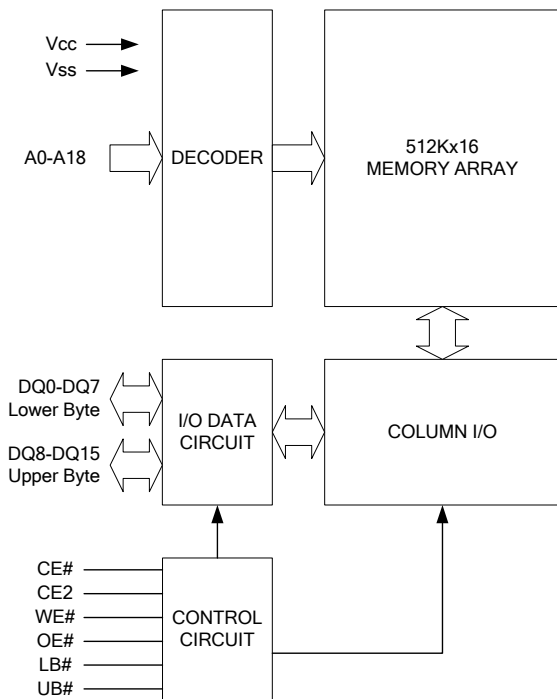 Vcc
Vss
A0-A18
DECODER
512Kx16
MEMORY ARRAY
DQ0-DQ7
Lower Byte
DQ8-DQ15
Upper Byte
I/O DATA
CIRCUIT
COLUMN I/O
CE#
CE2
WE#
OE#
LB#
UB#
CONTROL
CIRCUIT